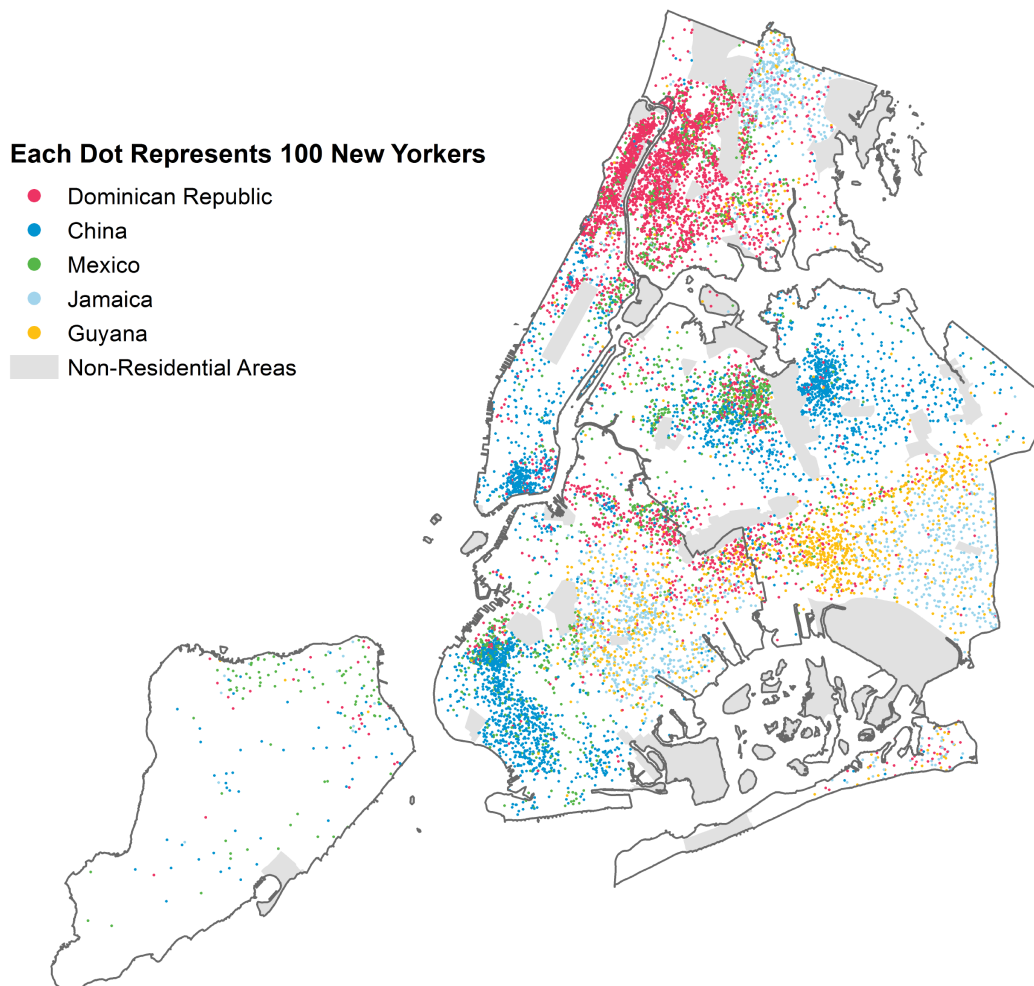 Each Dot Represents 100 New Yorkers
Dominican Republic
China
Mexico
Jamaica
Guyana
Non-Residential Areas